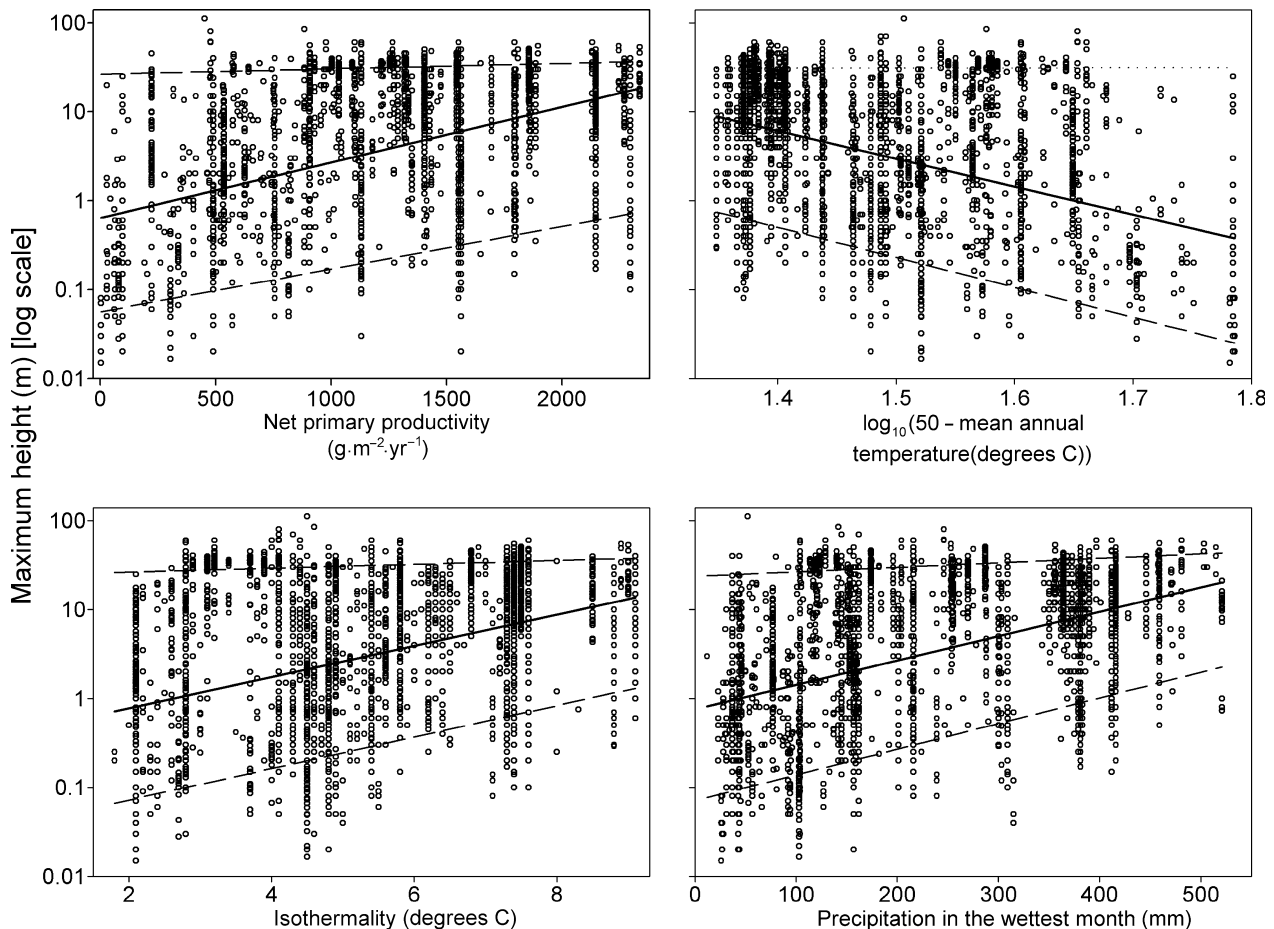 Maximum height (m) [log scale]
100
10
1
0.1
0.01
0 500 1000 1500 2000
Net primary productivity
(g·m⁻²·yr⁻¹)
1.4 1.5 1.6 1.7 1.8
log₁₀(50 – mean annual
temperature(degrees C))
100
10
1
0.1
0.01
2 4 6 8
Isothermality (degrees C)
0 100 200 300 400 500
Precipitation in the wettest month (mm)